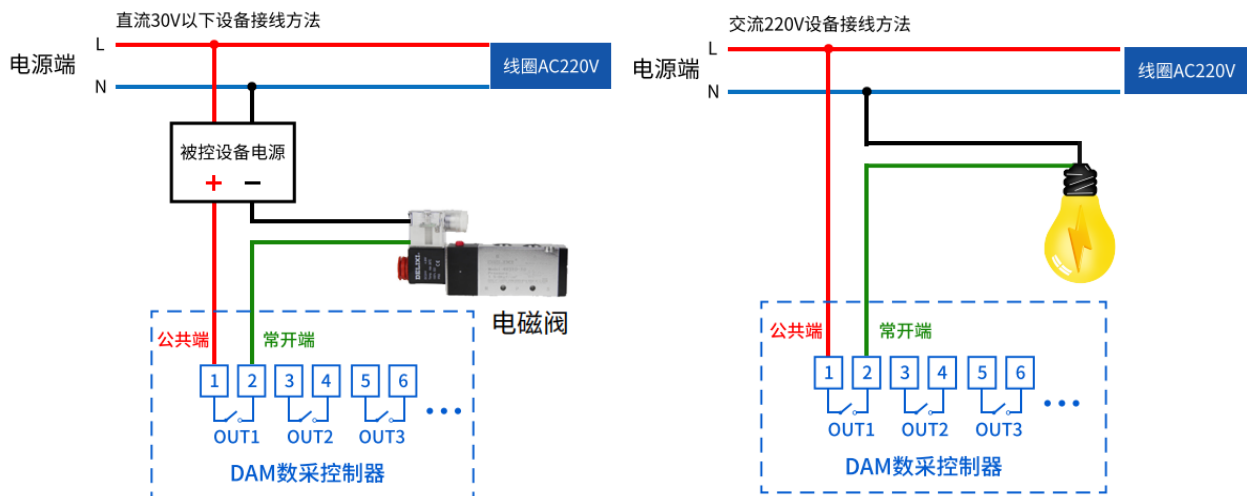 直流30V以下设备接线方法
L
电源端
N
线圈AC220V
被控设备电源
+ −
DELIXI
电磁阀
公共端
常开端
1 2 3 4 5 6
OUT1 OUT2 OUT3
DAM数采控制器
交流220V设备接线方法
L
电源端
N
线圈AC220V
公共端
常开端
1 2 3 4 5 6
OUT1 OUT2 OUT3
DAM数采控制器